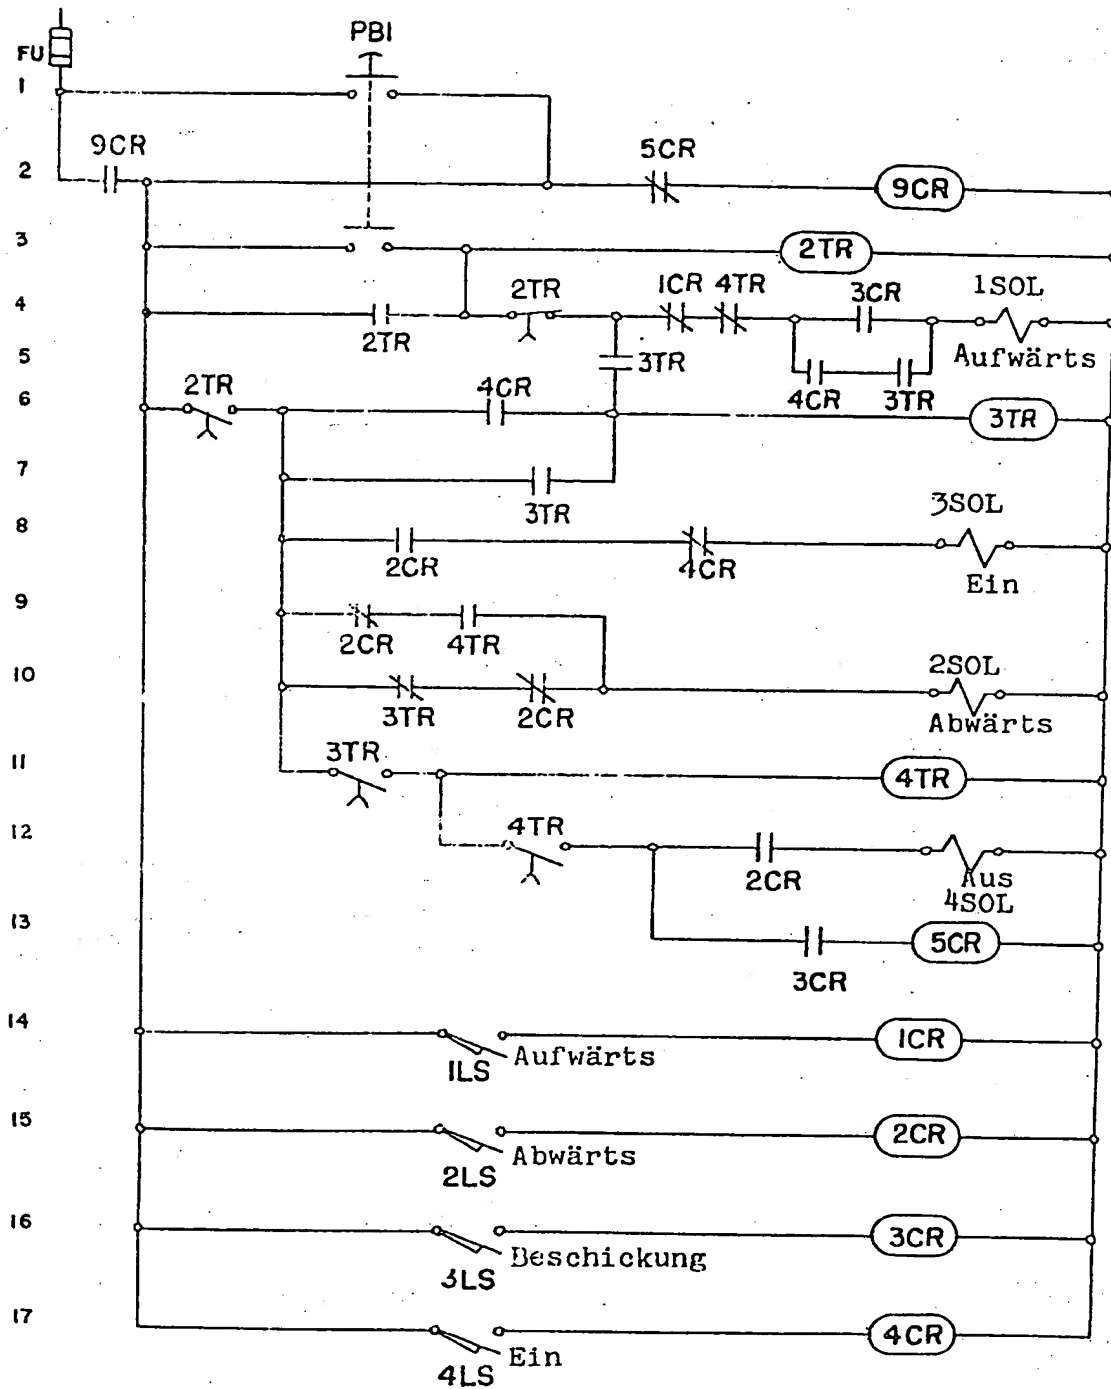 FU
PB1
1
9CR
5CR
2
9CR
3
2TR
4
2TR
1CR
4TR
3CR
1SOL
2TR
Aufwärts
5
3TR
4CR
3TR
6
2TR
4CR
3TR
7
3TR
8
3SOL
2CR
4CR
Ein
9
2CR
4TR
10
2SOL
3TR
2CR
Abwärts
11
3TR
4TR
12
4TR
2CR
Aus
4SOL
13
3CR
5CR
14
1LS
Aufwärts
1CR
15
2LS
Abwärts
2CR
16
3LS
Beschickung
3CR
17
4LS
Ein
4CR